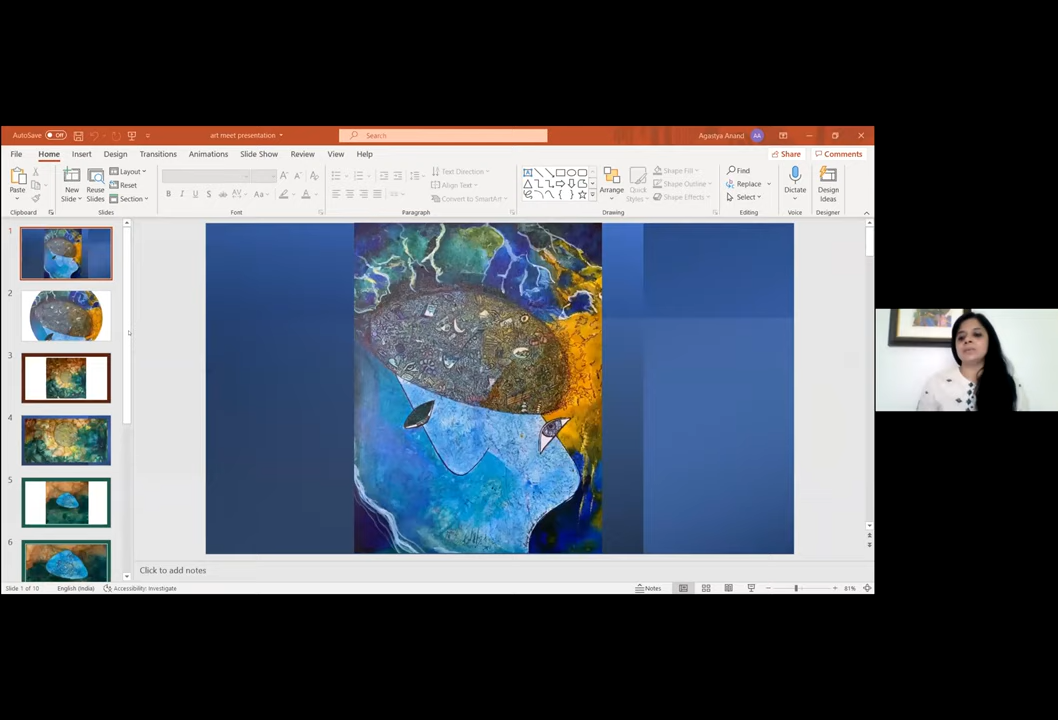 AutoSave Off
art meet presentation
Search
Agastya Anand AA
File Home Insert Design Transitions Animations Slide Show Review View Help
Share Comments
Paste
New Slide
Reuse Slides
Layout
Reset
Section
B I U S ab AV Aa
Text Direction
Align Text
Convert to SmartArt
Arrange
Quick Styles
Shape Fill
Shape Outline
Shape Effects
Find
Replace
Select
Dictate
Design Ideas
Clipboard Slides Font Paragraph Drawing Editing Voice Designer
1
2
3
4
5
6
Click to add notes
Slide 1 of 10 English (India) Accessibility: Investigate Notes 81%